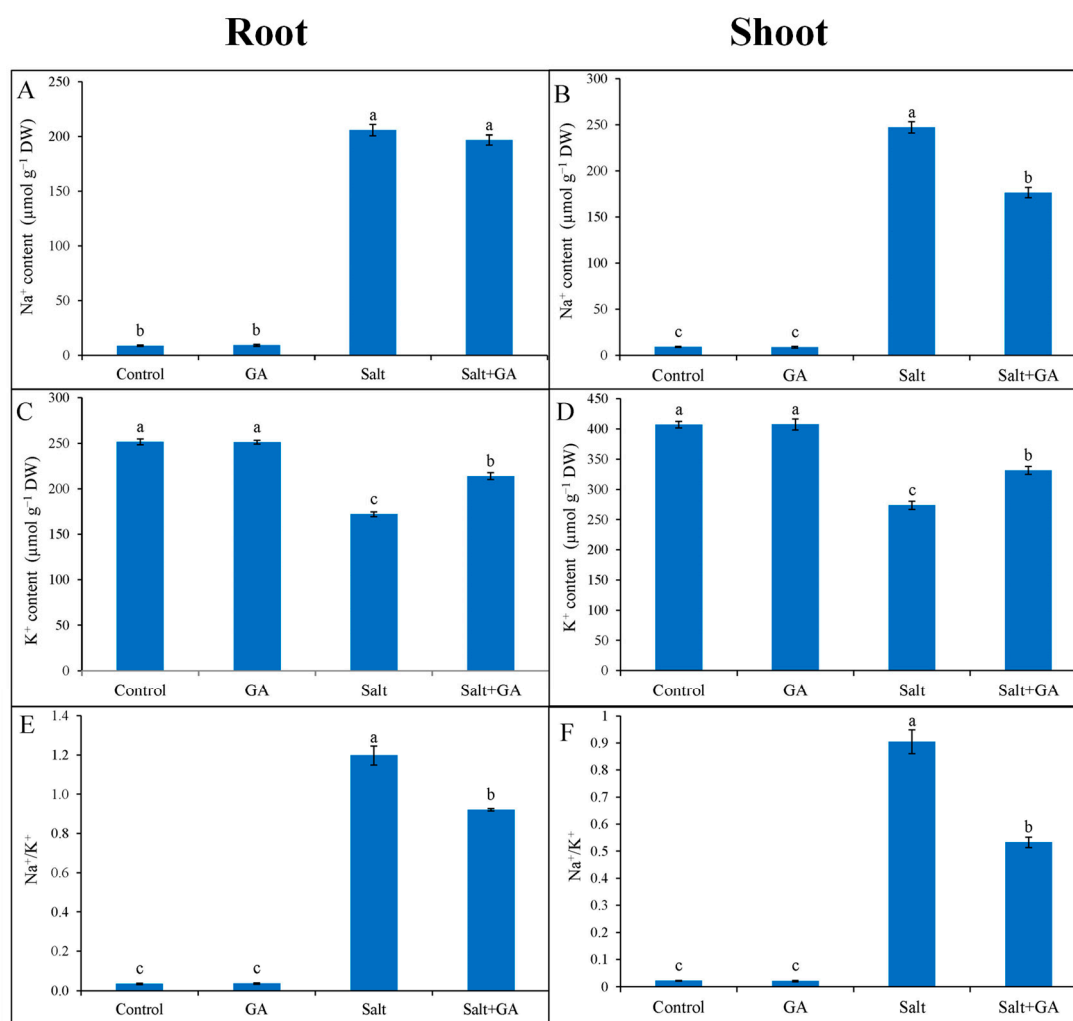 Root
Shoot
A
Na⁺ content (μmol g⁻¹ DW)
250
200
150
100
50
0
b
b
a
a
Control GA Salt Salt+GA
B
Na⁺ content (μmol g⁻¹ DW)
300
250
200
150
100
50
0
c
c
a
b
Control GA Salt Salt+GA
C
K⁺ content (μmol g⁻¹ DW)
300
250
200
150
100
50
0
a
a
c
b
Control GA Salt Salt+GA
D
K⁺ content (μmol g⁻¹ DW)
450
400
350
300
250
200
150
100
50
0
a
a
c
b
Control GA Salt Salt+GA
E
Na⁺/K⁺
1.4
1.2
1.0
0.8
0.6
0.4
0.2
0.0
c
c
a
b
Control GA Salt Salt+GA
F
Na⁺/K⁺
1
0.9
0.8
0.7
0.6
0.5
0.4
0.3
0.2
0.1
0
c
c
a
b
Control GA Salt Salt+GA